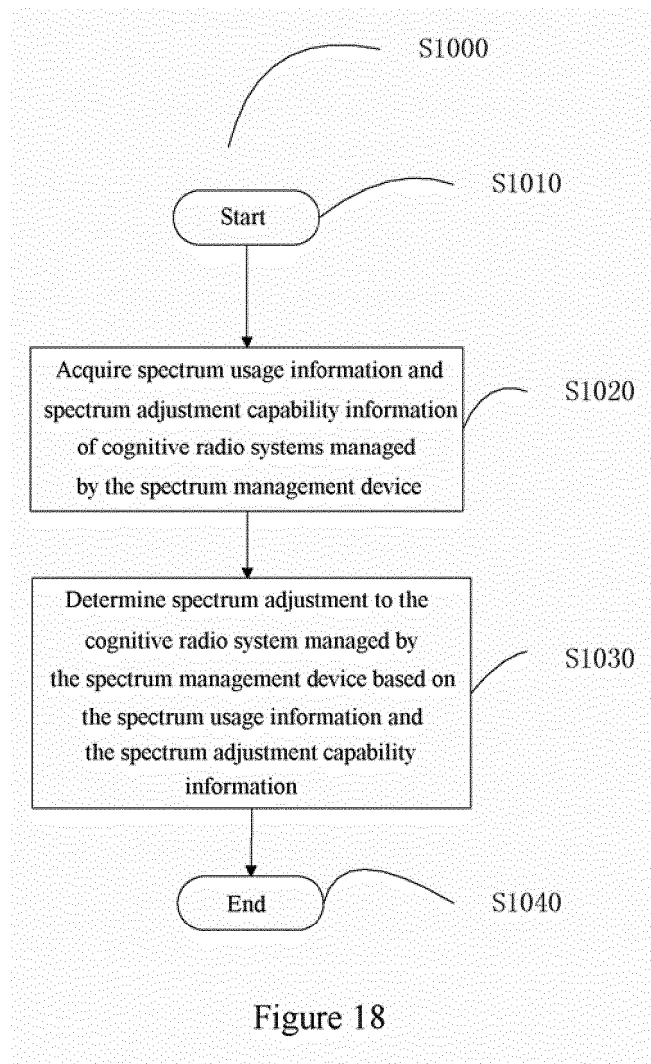 S1000
S1010
Start
Acquire spectrum usage information and
spectrum adjustment capability information
of cognitive radio systems managed
by the spectrum management device
S1020
Determine spectrum adjustment to the
cognitive radio system managed by
the spectrum management device based on
the spectrum usage information and
the spectrum adjustment capability
information
S1030
End
S1040
Figure 18